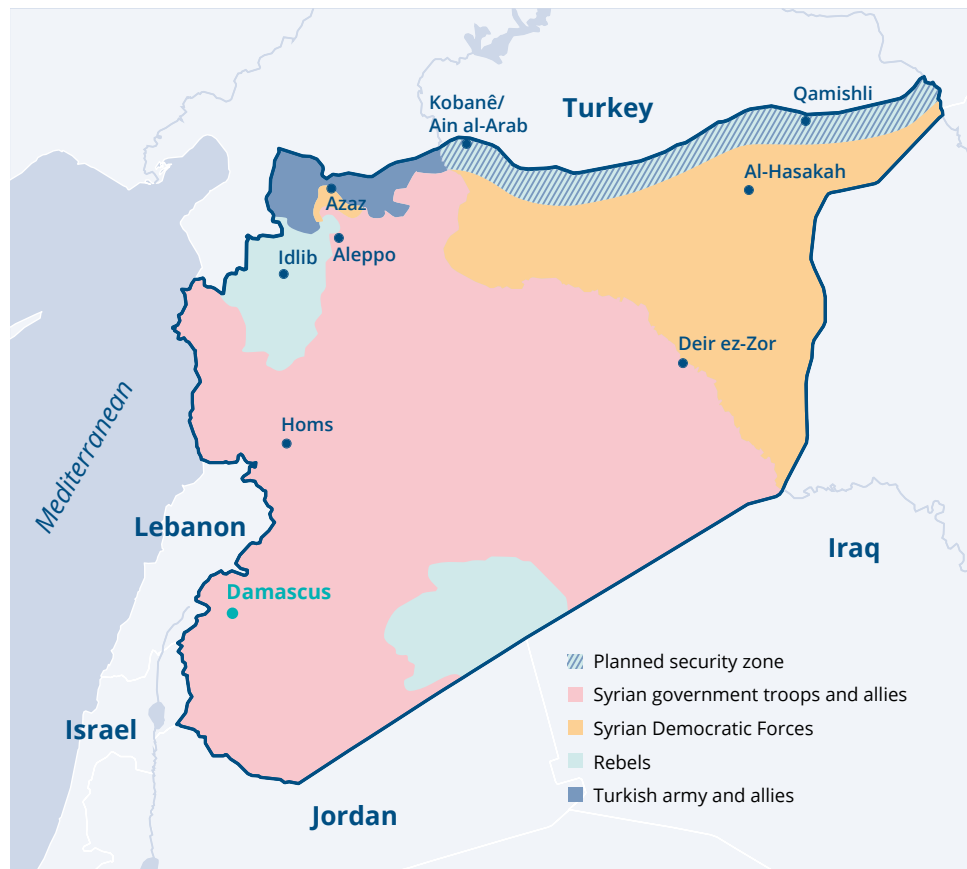 Kobanê/
Ain al-Arab
Turkey
Qamishli
Al-Hasakah
Azaz
Idlib
Aleppo
Deir ez-Zor
Mediterranean
Homs
Lebanon
Iraq
Damascus
Israel
Jordan
Planned security zone
Syrian government troops and allies
Syrian Democratic Forces
Rebels
Turkish army and allies